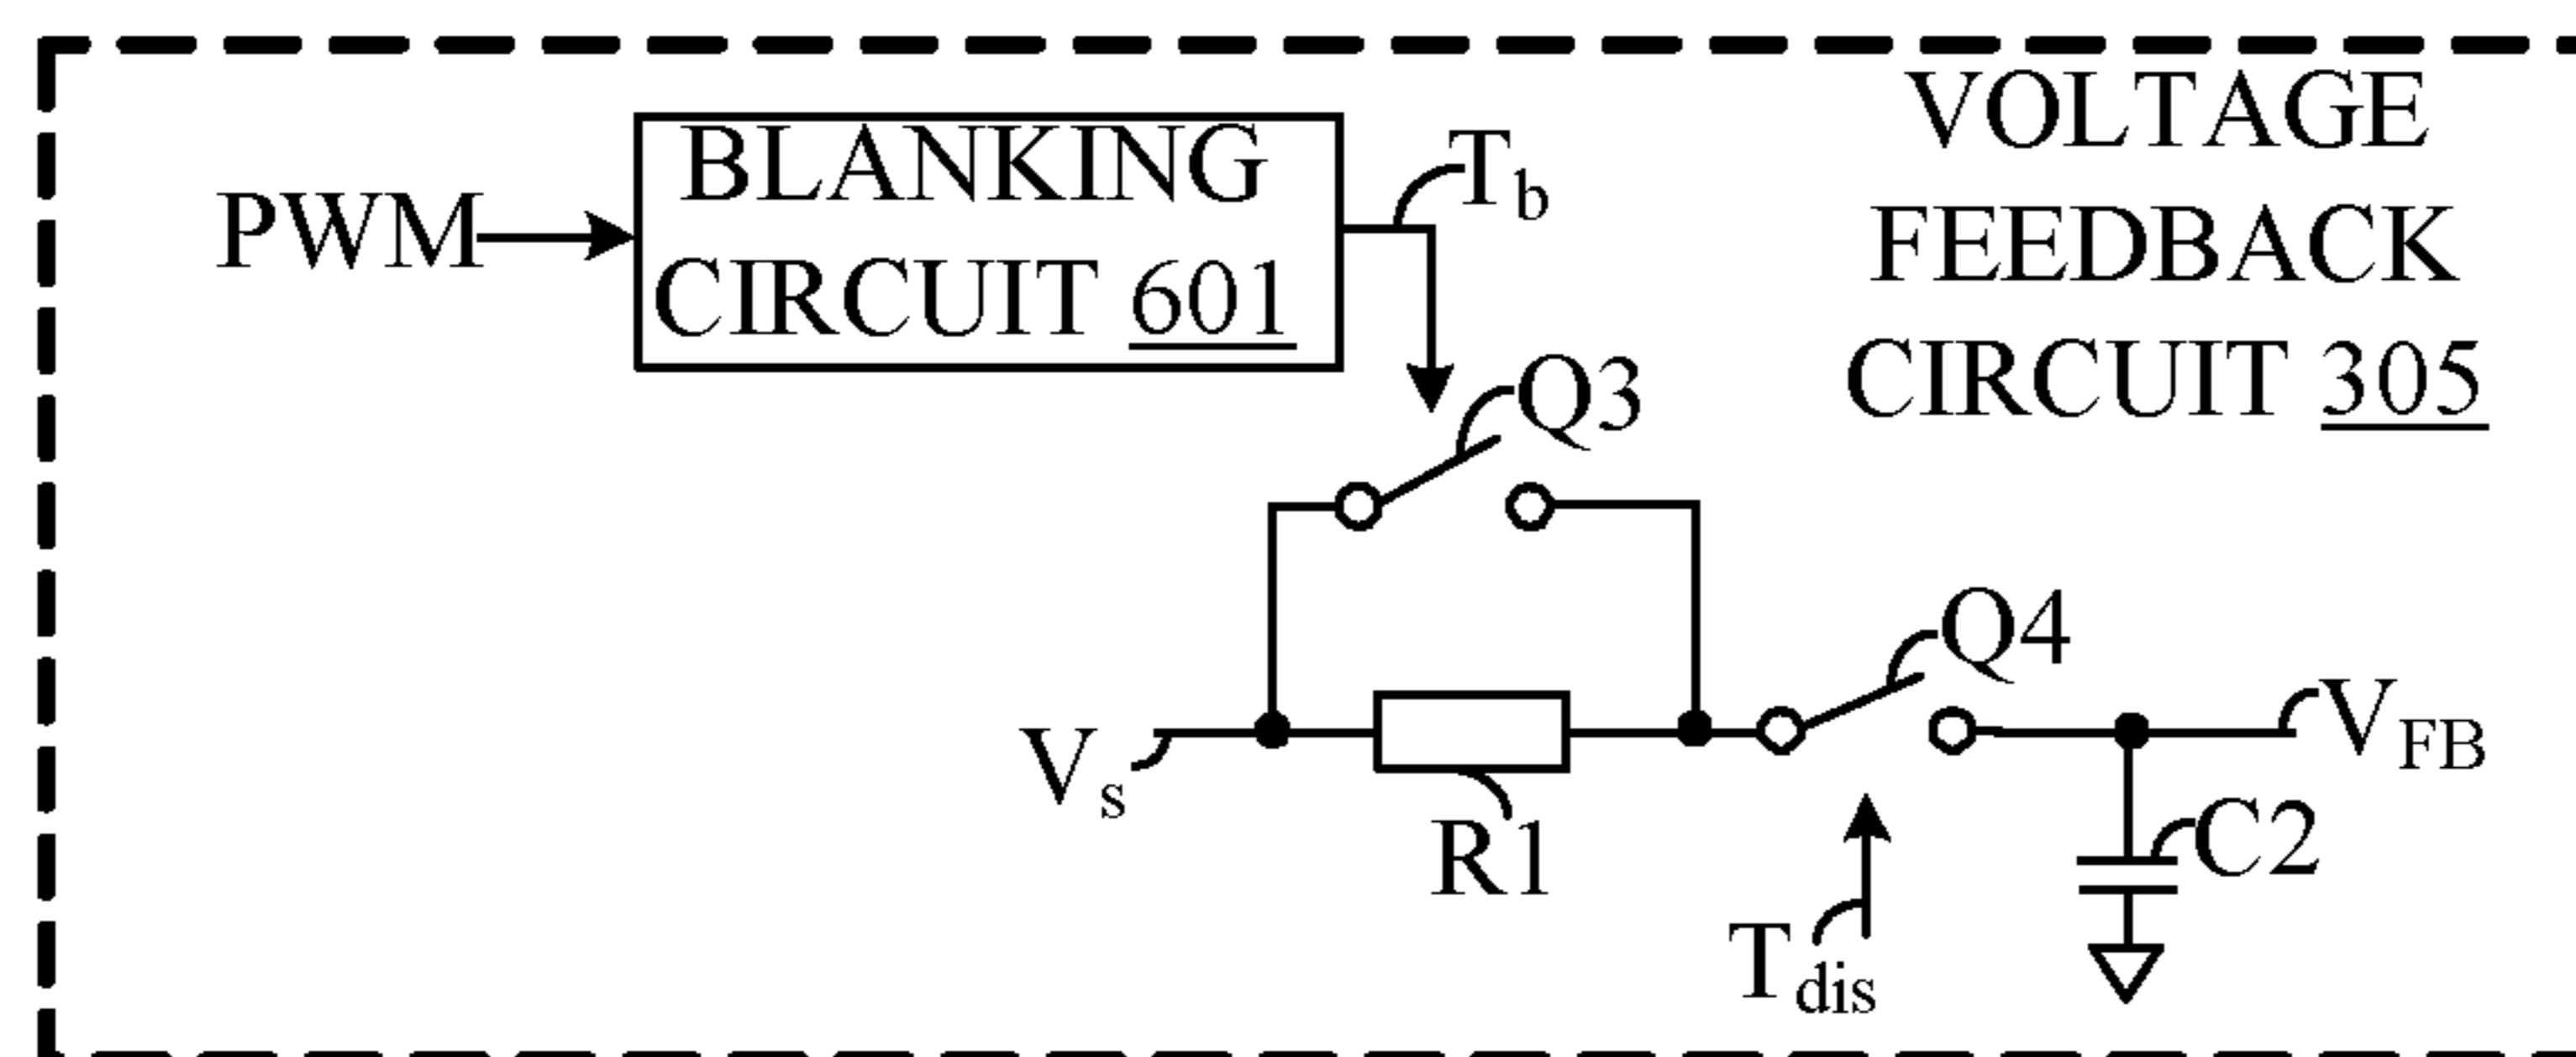 VOLTAGE
FEEDBACK
CIRCUIT 305
PWM
BLANKING
CIRCUIT 601
Tb
Q3
Q4
Vs
R1
Tdis
C2
VFB